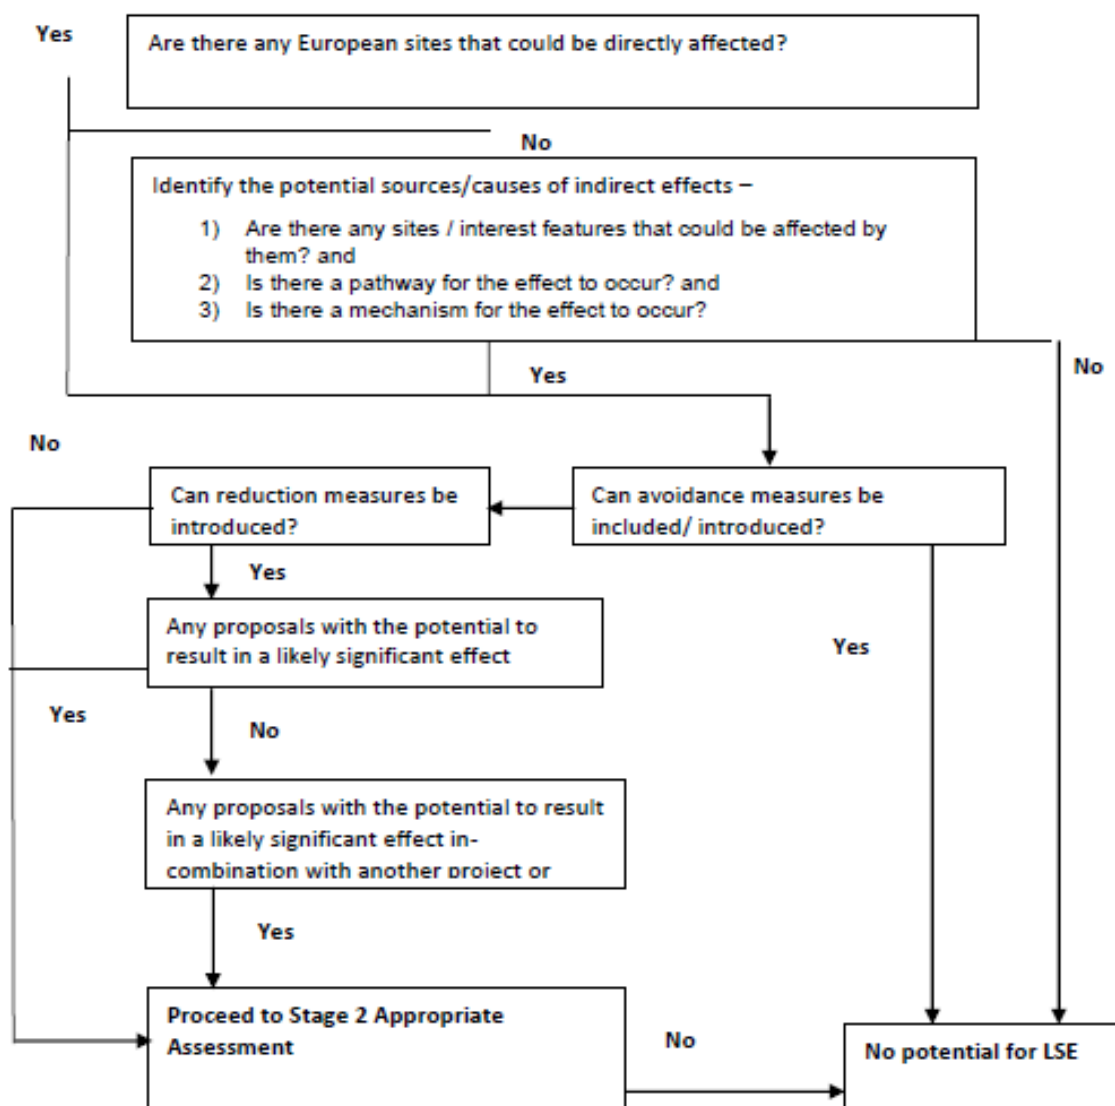 Yes
Are there any European sites that could be directly affected?
No
Identify the potential sources/causes of indirect effects –
1) Are there any sites / interest features that could be affected by
them? and
2) Is there a pathway for the effect to occur? and
3) Is there a mechanism for the effect to occur?
No
Yes
No
Can reduction measures be
introduced?
Can avoidance measures be
included/ introduced?
Yes
Any proposals with the potential to
result in a likely significant effect
Yes
Yes
No
Any proposals with the potential to result
in a likely significant effect in-
combination with another project or
Yes
Proceed to Stage 2 Appropriate
Assessment
No
No potential for LSE